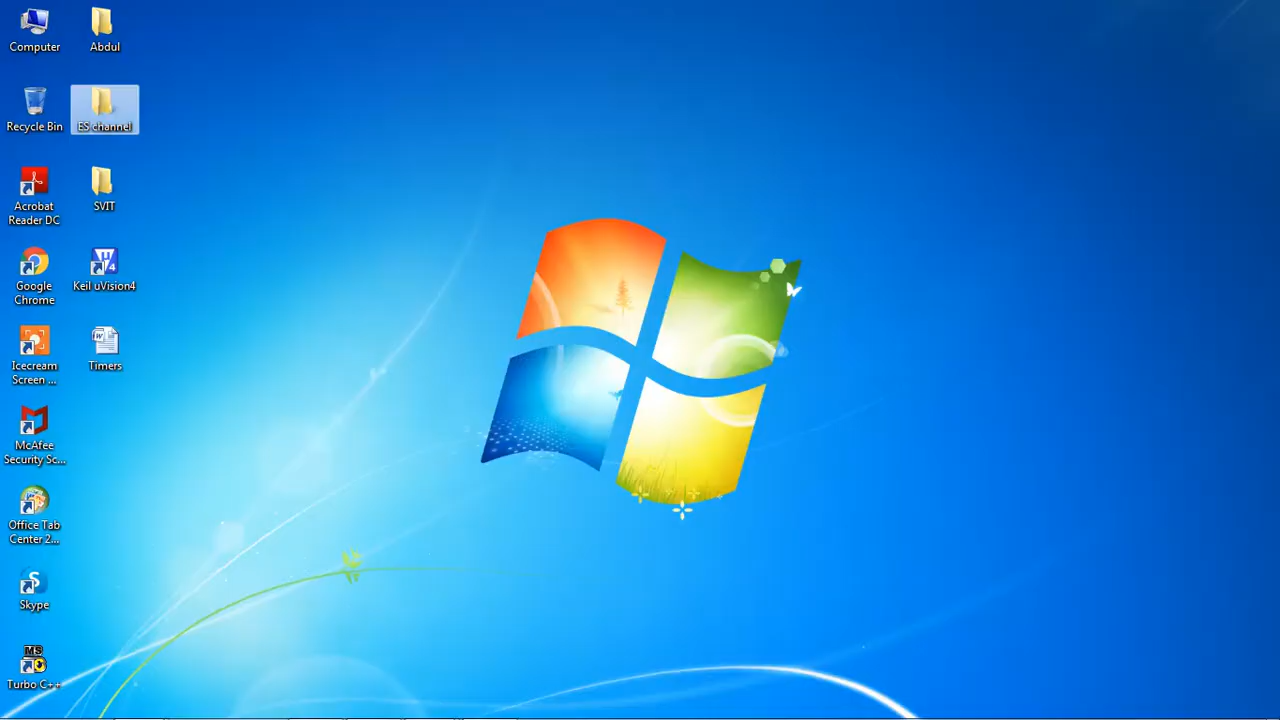 Computer
Abdul
Recycle Bin
ES channel
Acrobat
Reader DC
SVIT
Google
Chrome
Keil uVision4
Icecream
Screen ...
Timers
McAfee
Security Sc...
Office Tab
Center 2...
Skype
MS
Turbo C++